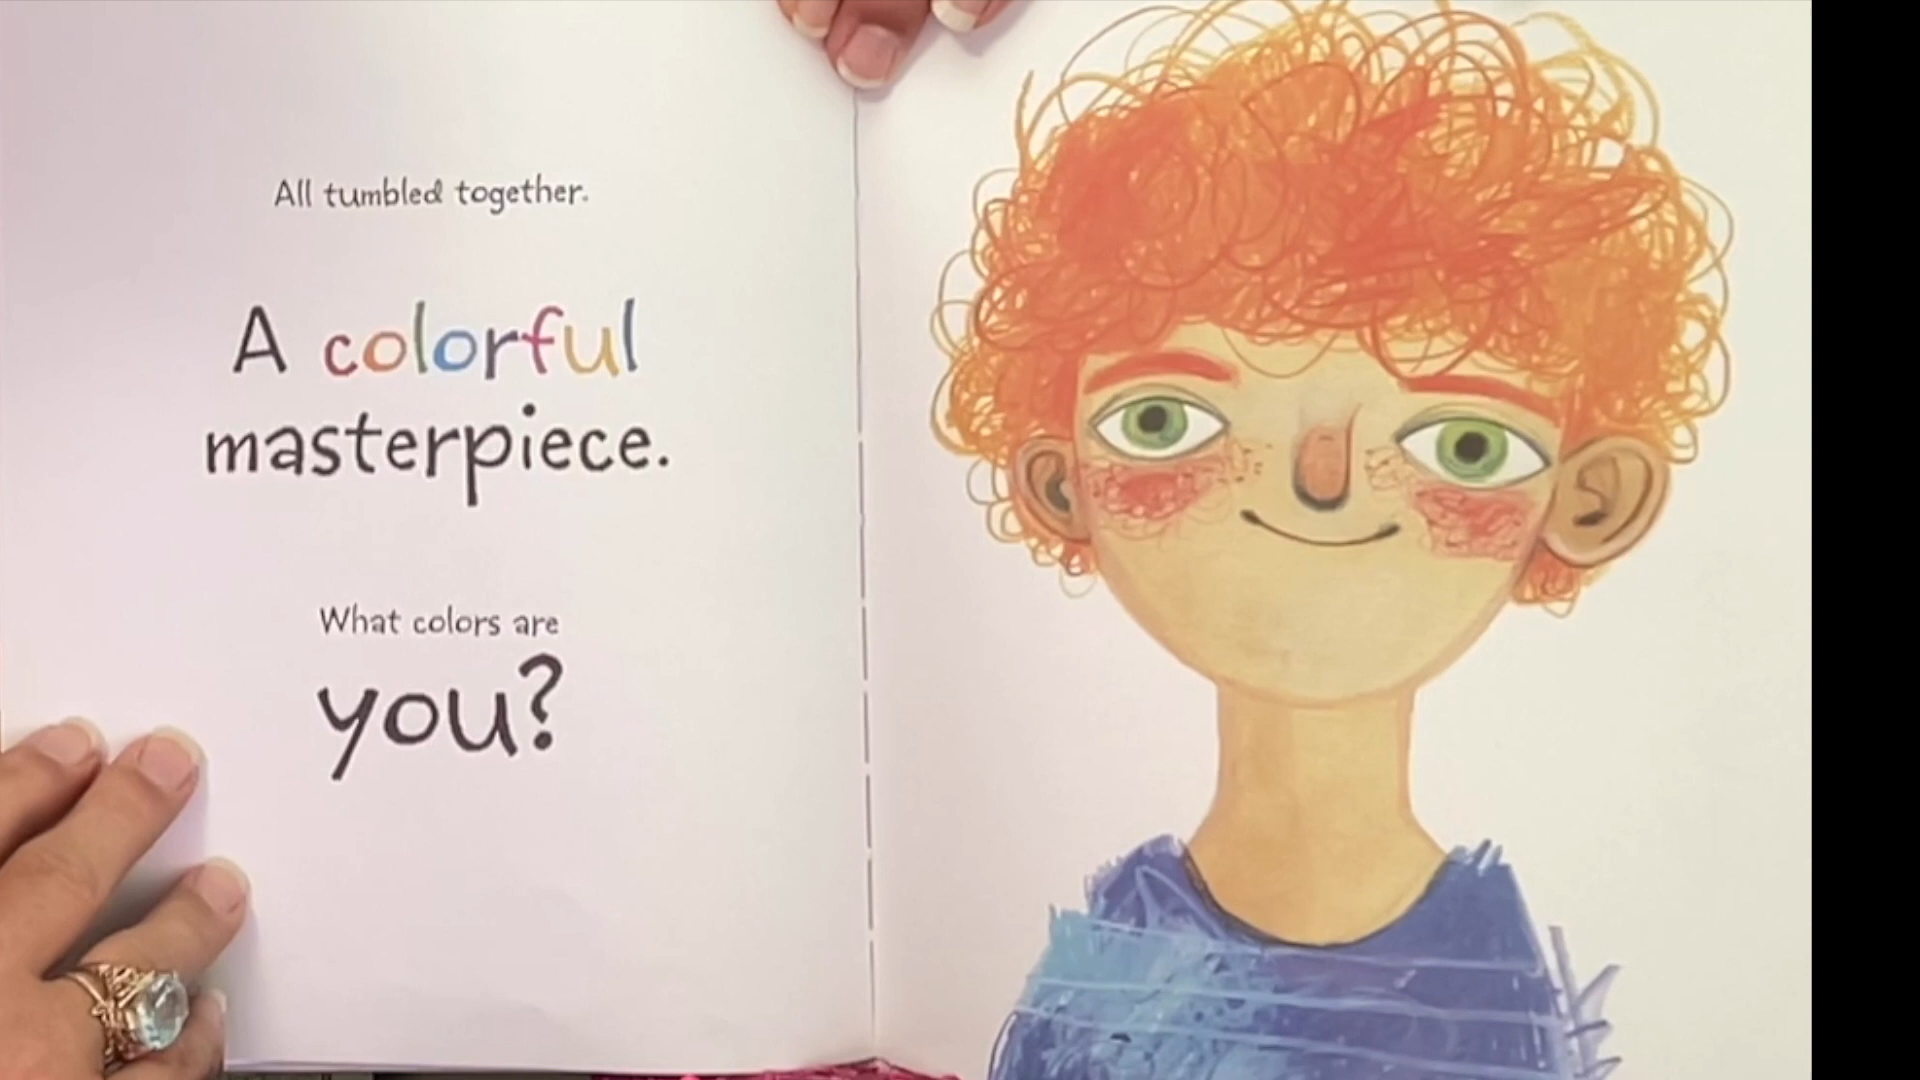 All tumbled together.
A colorful
masterpiece.
What colors are
you?